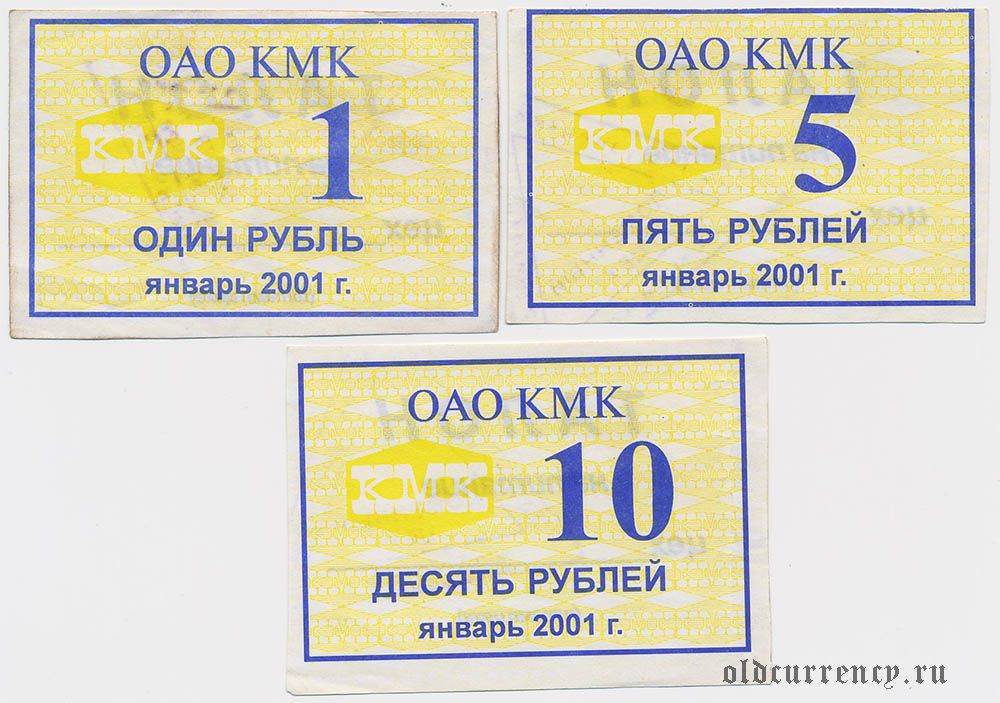 ОАО КМК
КМК
1
ОДИН РУБЛЬ
январь 2001 г.
ОАО КМК
КМК
5
ПЯТЬ РУБЛЕЙ
январь 2001 г.
ОАО КМК
КМК
10
ДЕСЯТЬ РУБЛЕЙ
январь 2001 г.
oldcurrency.ru